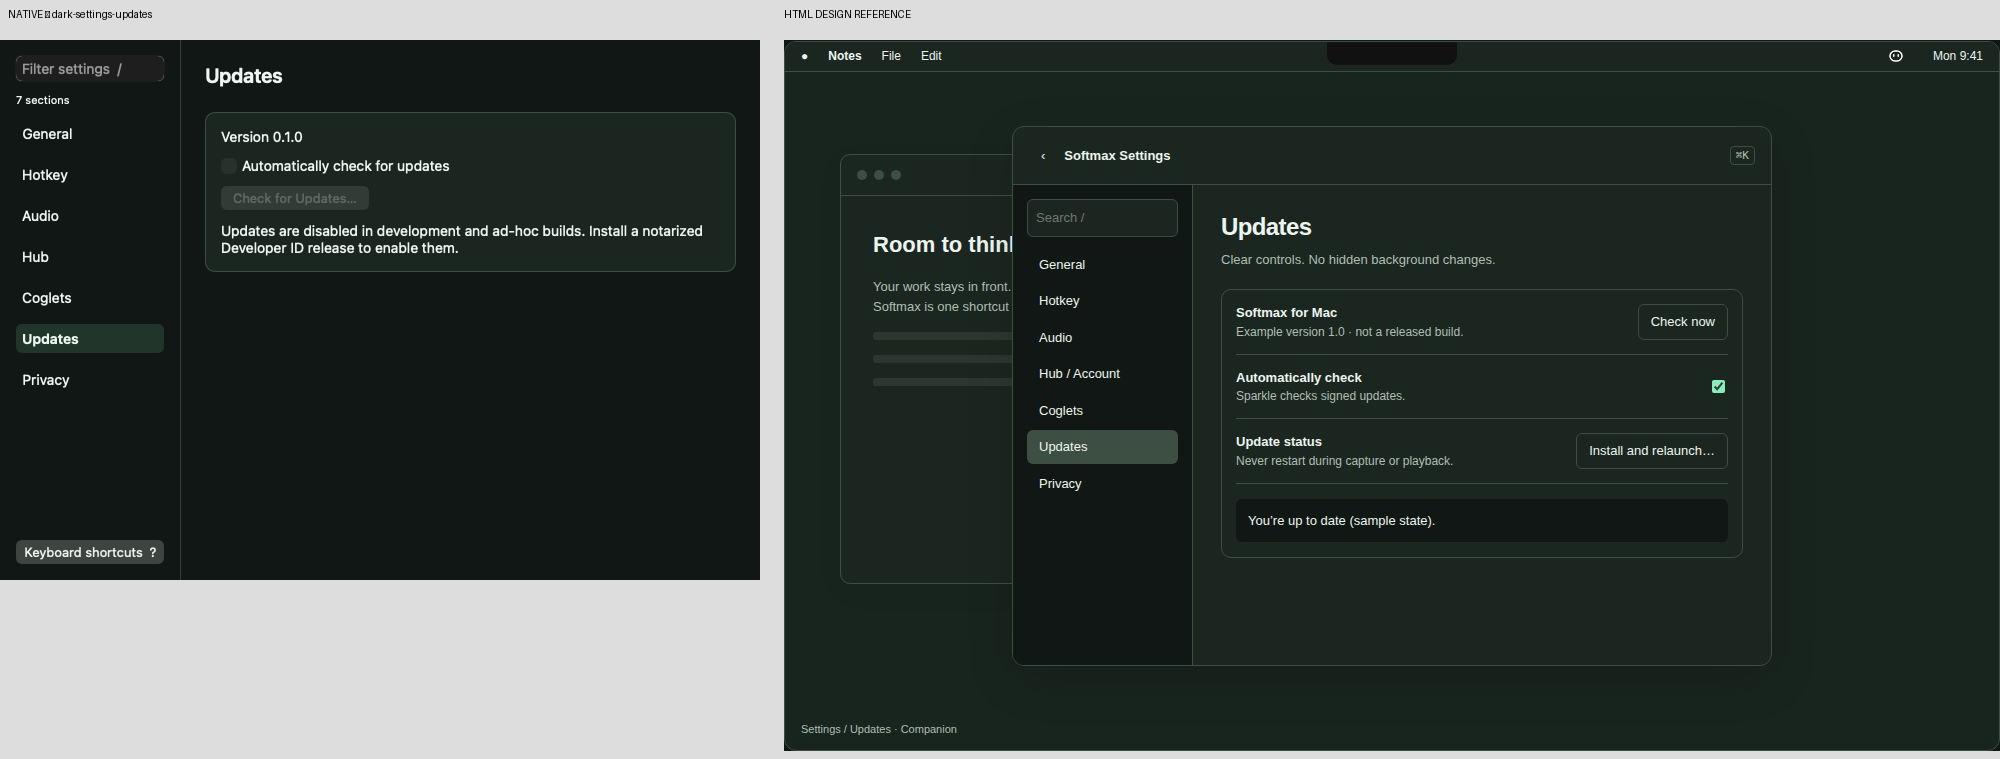 NATIVE dark-settings-updates
Filter settings /
7 sections
General
Hotkey
Audio
Hub
Coglets
Updates
Privacy
Keyboard shortcuts ?
Updates
Version 0.1.0
Automatically check for updates
Check for Updates...
Updates are disabled in development and ad-hoc builds. Install a notarized
Developer ID release to enable them.
HTML DESIGN REFERENCE
Notes File Edit
Mon 9:41
Room to think
Your work stays in front.
Softmax is one shortcut
‹ Softmax Settings
⌘K
Search /
General
Hotkey
Audio
Hub / Account
Coglets
Updates
Privacy
Updates
Clear controls. No hidden background changes.
Softmax for Mac
Example version 1.0 · not a released build.
Check now
Automatically check
Sparkle checks signed updates.
Update status
Never restart during capture or playback.
Install and relaunch…
You’re up to date (sample state).
Settings / Updates · Companion